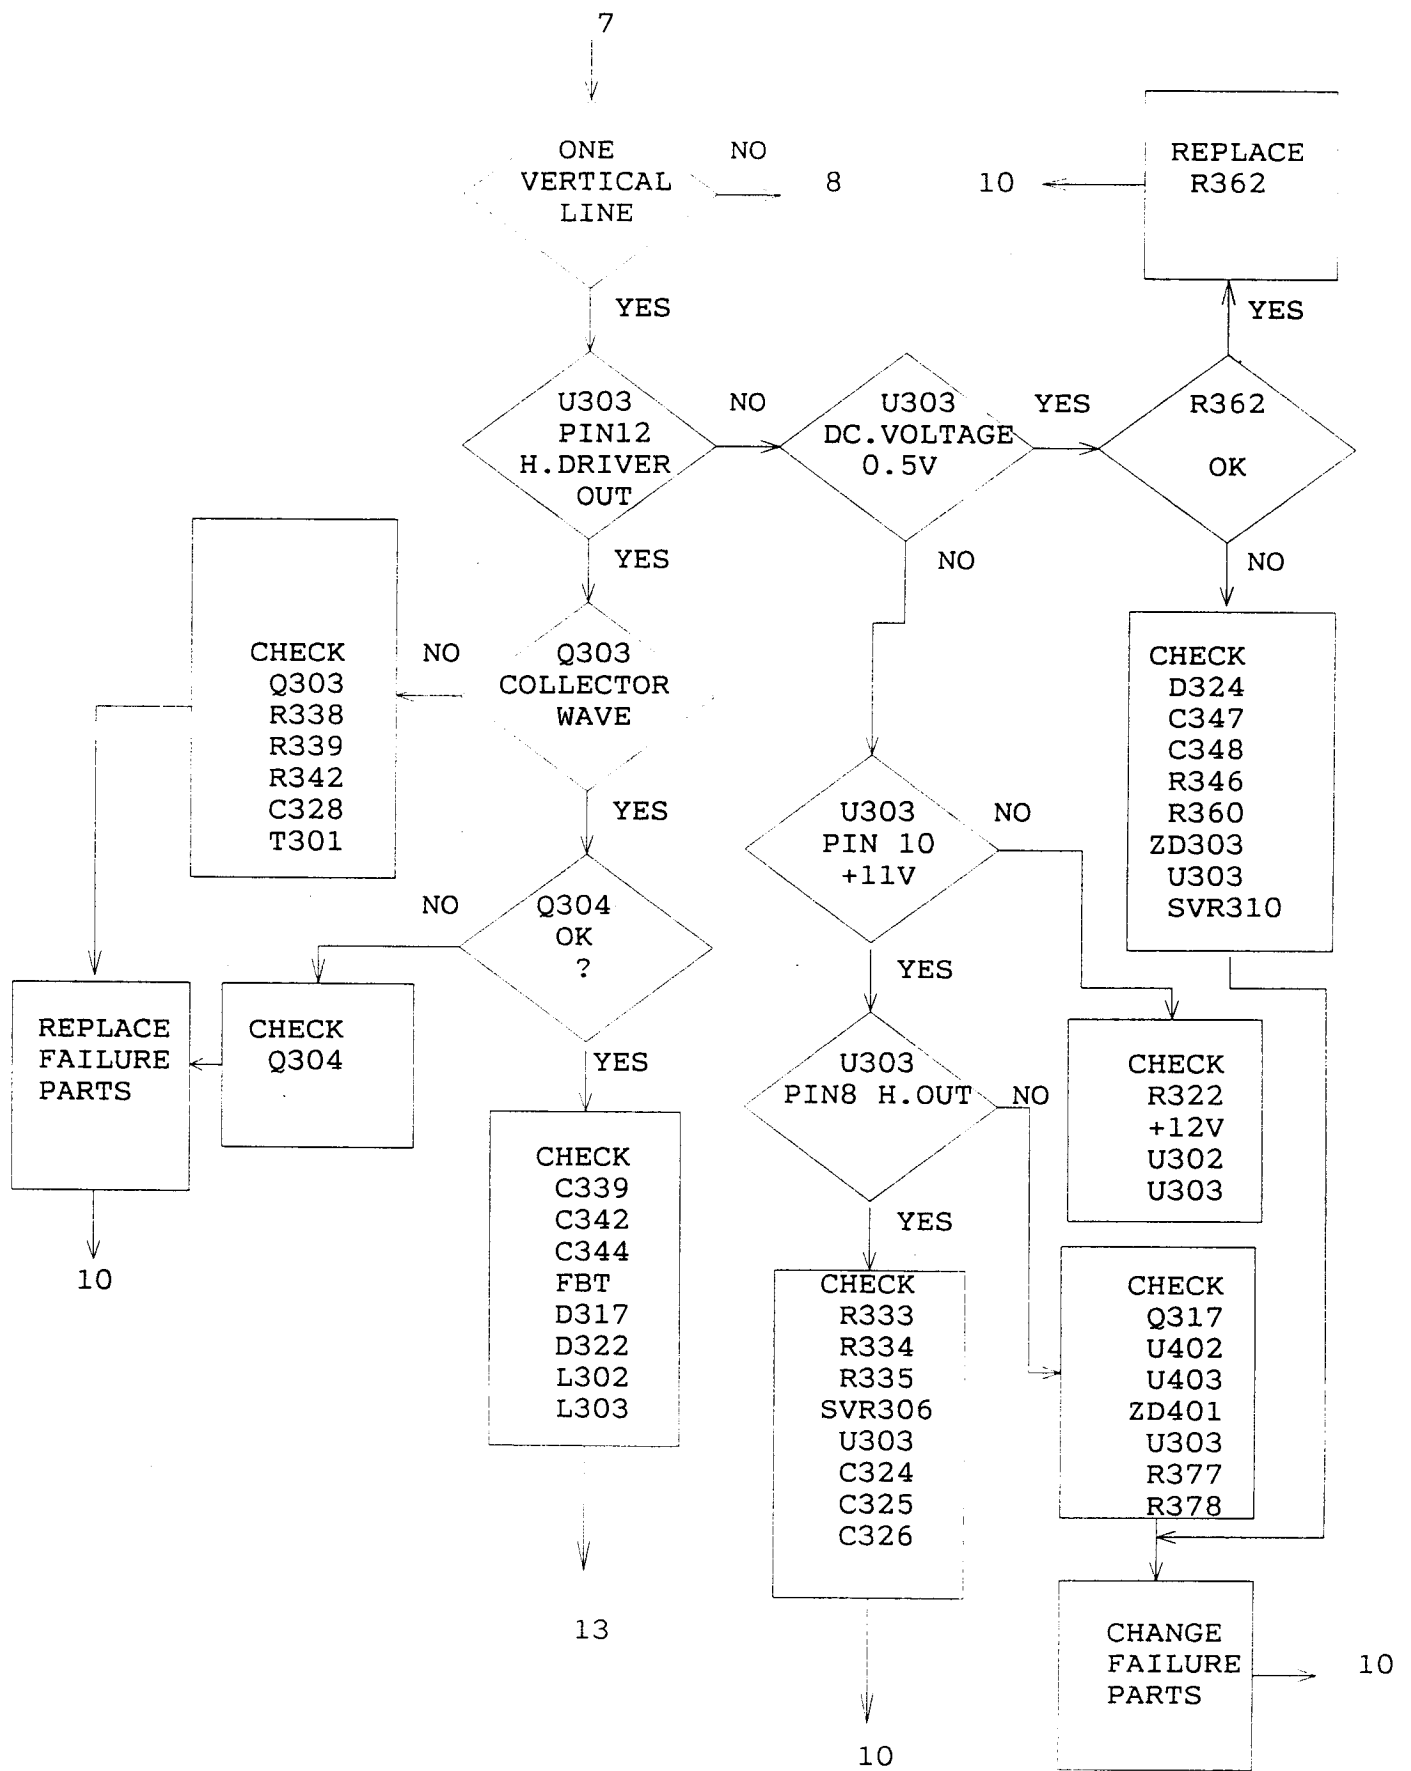 7
ONE
VERTICAL
LINE
NO
8
10
REPLACE
R362
YES
YES
U303
PIN12
H.DRIVER
OUT
NO
U303
DC.VOLTAGE
0.5V
YES
R362
OK
YES
NO
NO
CHECK
Q303
R338
R339
R342
C328
T301
NO
Q303
COLLECTOR
WAVE
YES
CHECK
D324
C347
C348
R346
R360
ZD303
U303
SVR310
U303
PIN 10
+11V
NO
NO
Q304
OK
?
YES
REPLACE
FAILURE
PARTS
CHECK
Q304
YES
U303
PIN8 H.OUT
NO
CHECK
R322
+12V
U302
U303
10
CHECK
C339
C342
C344
FBT
D317
D322
L302
L303
YES
CHECK
R333
R334
R335
SVR306
U303
C324
C325
C326
CHECK
Q317
U402
U403
ZD401
U303
R377
R378
13
CHANGE
FAILURE
PARTS
10
10